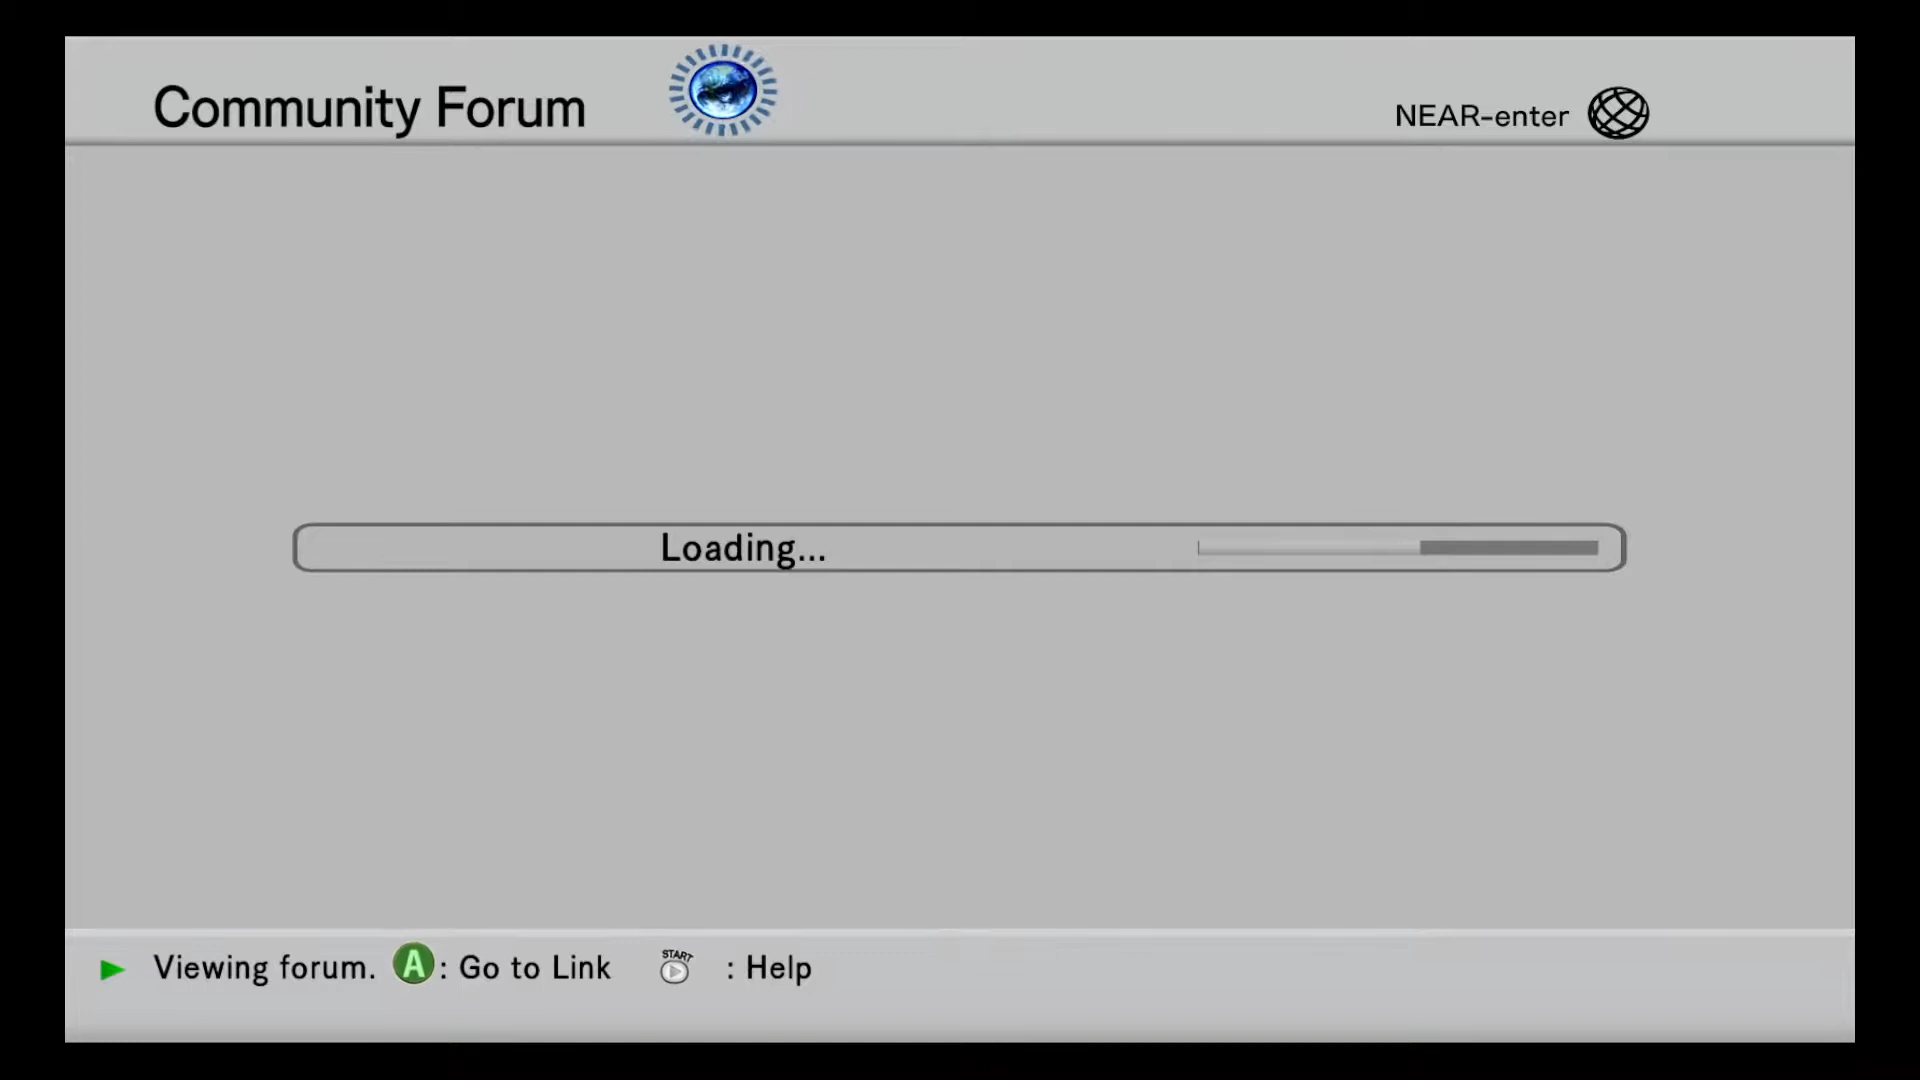 Community Forum
NEAR-enter
Loading...
Viewing forum. A : Go to Link START : Help